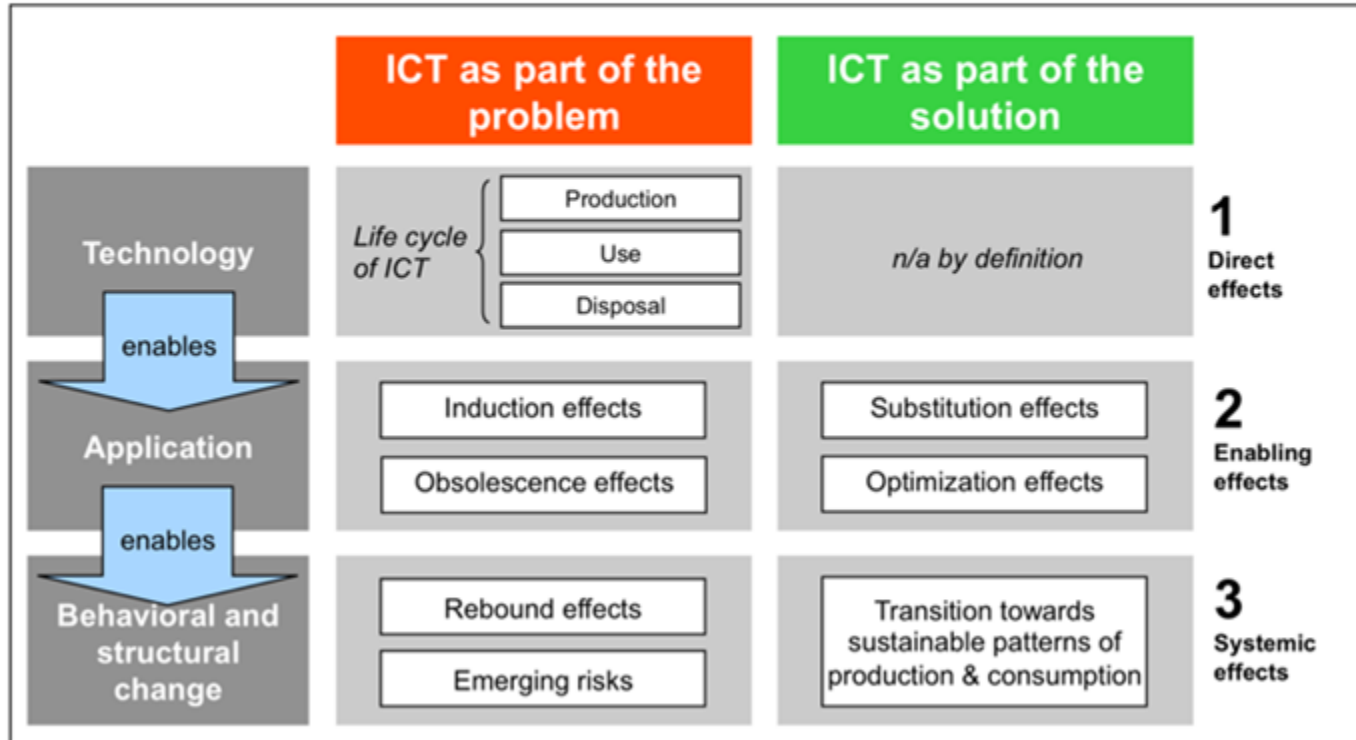 ICT as part of the
problem
ICT as part of the
solution
Technology
Life cycle
of ICT
Production
Use
Disposal
n/a by definition
1
Direct
effects
enables
Application
Induction effects
Obsolescence effects
Substitution effects
Optimization effects
2
Enabling
effects
enables
Behavioral and
structural
change
Rebound effects
Emerging risks
Transition towards
sustainable patterns of
production & consumption
3
Systemic
effects